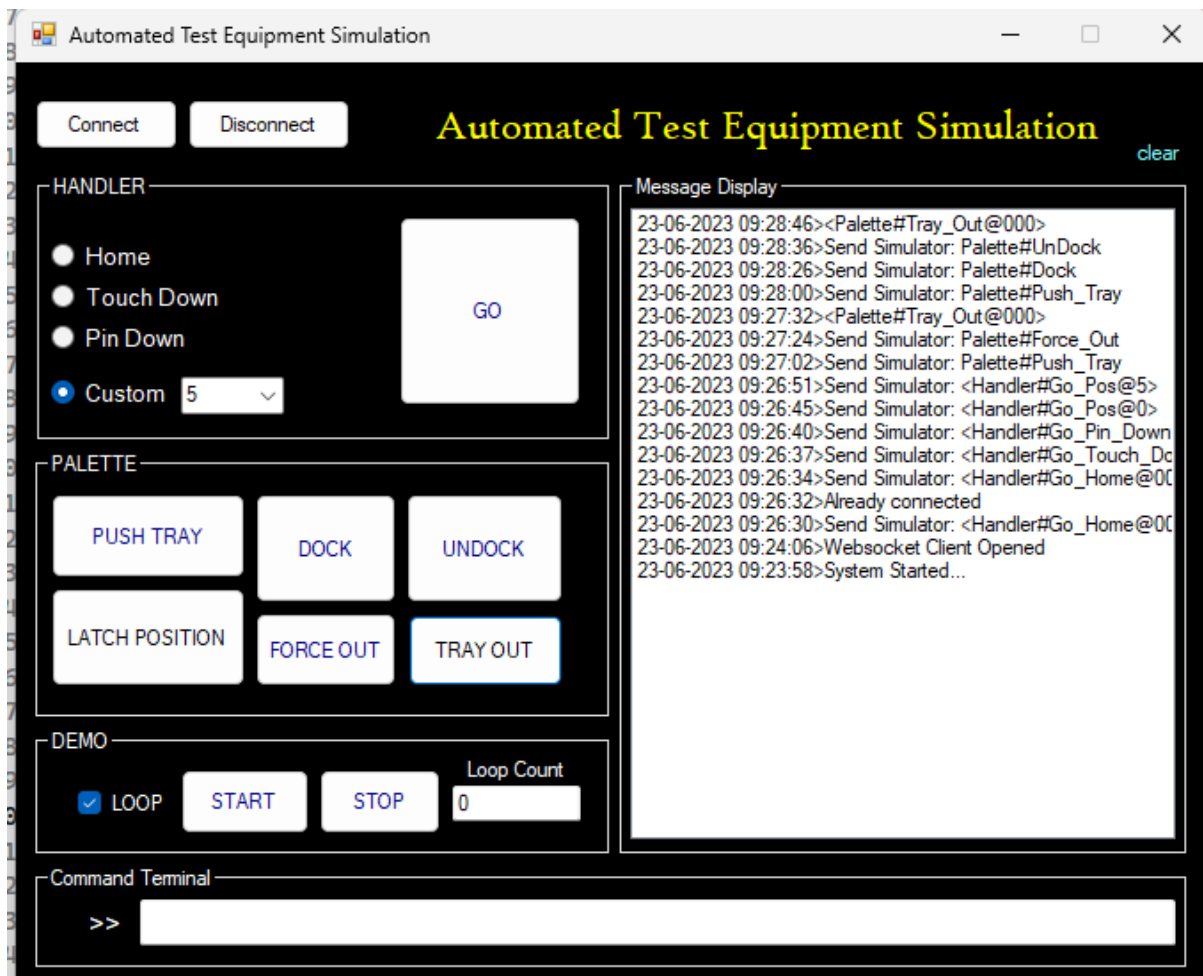 Automated Test Equipment Simulation
Connect Disconnect
Automated Test Equipment Simulation
clear
HANDLER
Home
Touch Down
Pin Down
Custom 5
GO
PALETTE
PUSH TRAY
DOCK
UNDOCK
LATCH POSITION
FORCE OUT
TRAY OUT
DEMO
LOOP
START
STOP
Loop Count
0
Message Display
23-06-2023 09:28:46><Palette#Tray_Out@000>
23-06-2023 09:28:36>Send Simulator: Palette#UnDock
23-06-2023 09:28:26>Send Simulator: Palette#Dock
23-06-2023 09:28:00>Send Simulator: Palette#Push_Tray
23-06-2023 09:27:32><Palette#Tray_Out@000>
23-06-2023 09:27:24>Send Simulator: Palette#Force_Out
23-06-2023 09:27:02>Send Simulator: Palette#Push_Tray
23-06-2023 09:26:51>Send Simulator: <Handler#Go_Pos@5>
23-06-2023 09:26:45>Send Simulator: <Handler#Go_Pos@0>
23-06-2023 09:26:40>Send Simulator: <Handler#Go_Pin_Down
23-06-2023 09:26:37>Send Simulator: <Handler#Go_Touch_Do
23-06-2023 09:26:34>Send Simulator: <Handler#Go_Home@00
23-06-2023 09:26:32>Already connected
23-06-2023 09:26:30>Send Simulator: <Handler#Go_Home@00
23-06-2023 09:24:06>Websocket Client Opened
23-06-2023 09:23:58>System Started...
Command Terminal
>>